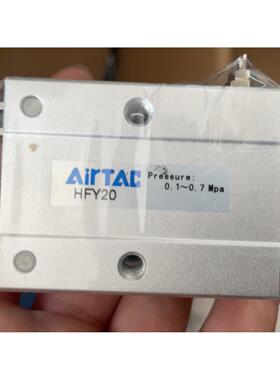 AirTAC
HFY20
Pressure:
0.1~0.7 Mpa